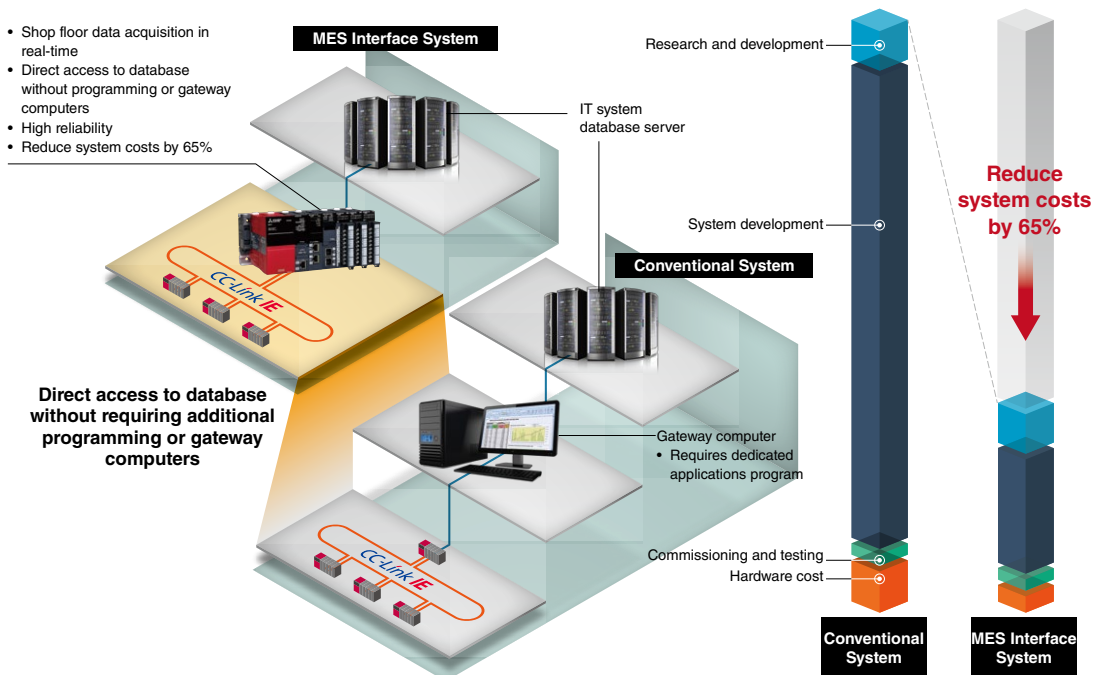 • Shop floor data acquisition in
real-time
• Direct access to database
without programming or gateway
computers
• High reliability
• Reduce system costs by 65%
MES Interface System
IT system
database server
CC-Link IE
Direct access to database
without requiring additional
programming or gateway
computers
Conventional System
Gateway computer
• Requires dedicated
applications program
CC-Link IE
Research and development
System development
Commissioning and testing
Hardware cost
Reduce
system costs
by 65%
Conventional
System
MES Interface
System